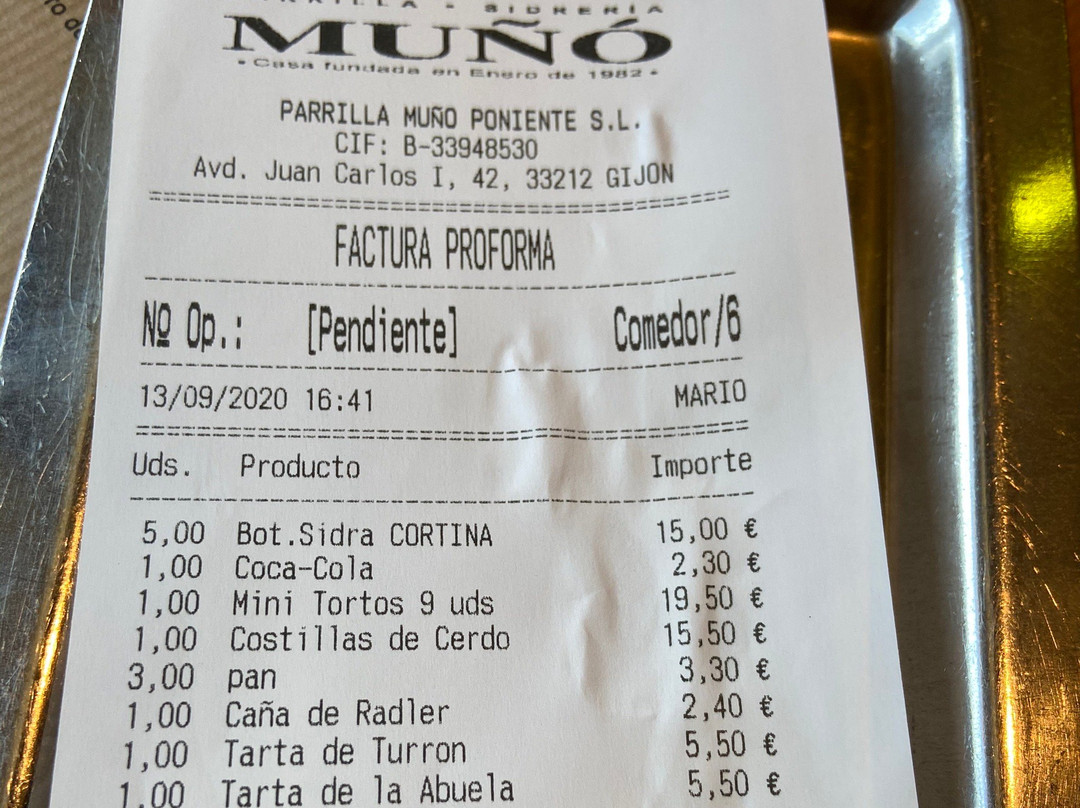 SIDRERÍA
MUÑÓ
• Casa fundada en Enero de 1982 •
PARRILLA MUÑO PONIENTE S.L.
CIF: B-33948530
Avd. Juan Carlos I, 42, 33212 GIJON
FACTURA PROFORMA
Nº Op.: [Pendiente] Comedor/6
13/09/2020 16:41 MARIO
Uds. Producto Importe
5,00 Bot.Sidra CORTINA 15,00 €
1,00 Coca-Cola 2,30 €
1,00 Mini Tortos 9 uds 19,50 €
1,00 Costillas de Cerdo 15,50 €
3,00 pan 3,30 €
1,00 Caña de Radler 2,40 €
1,00 Tarta de Turron 5,50 €
1,00 Tarta de la Abuela 5,50 €